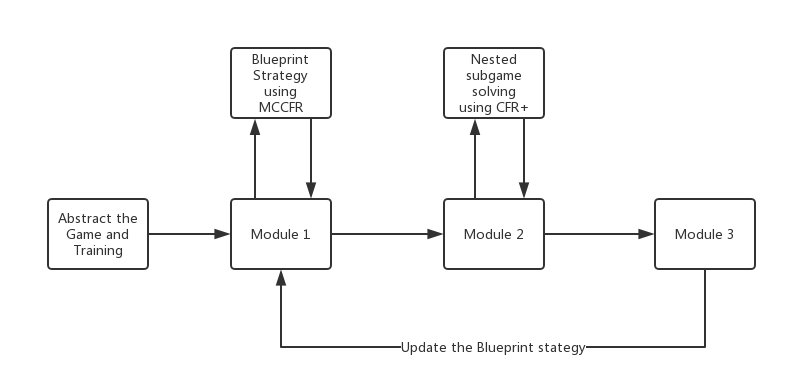 Blueprint
Strategy
using
MCCFR
Nested
subgame
solving
using CFR+
Abstract the
Game and
Training
Module 1
Module 2
Module 3
Update the Blueprint stategy